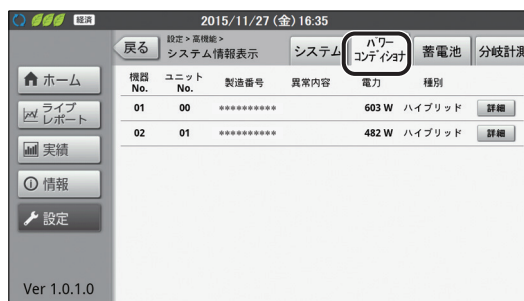 経済 2015/11/27 (金) 16:35
戻る
設定 > 高機能 >
システム情報表示
システム
パワー
コンディショナ
蓄電池
分岐計測
ホーム
ライブ
レポート
実績
情報
設定
Ver 1.0.1.0
機器 No. ユニット No. 製造番号 異常内容 電力 種別
01 00 ********** 603 W ハイブリッド 詳細
02 01 ********** 482 W ハイブリッド 詳細